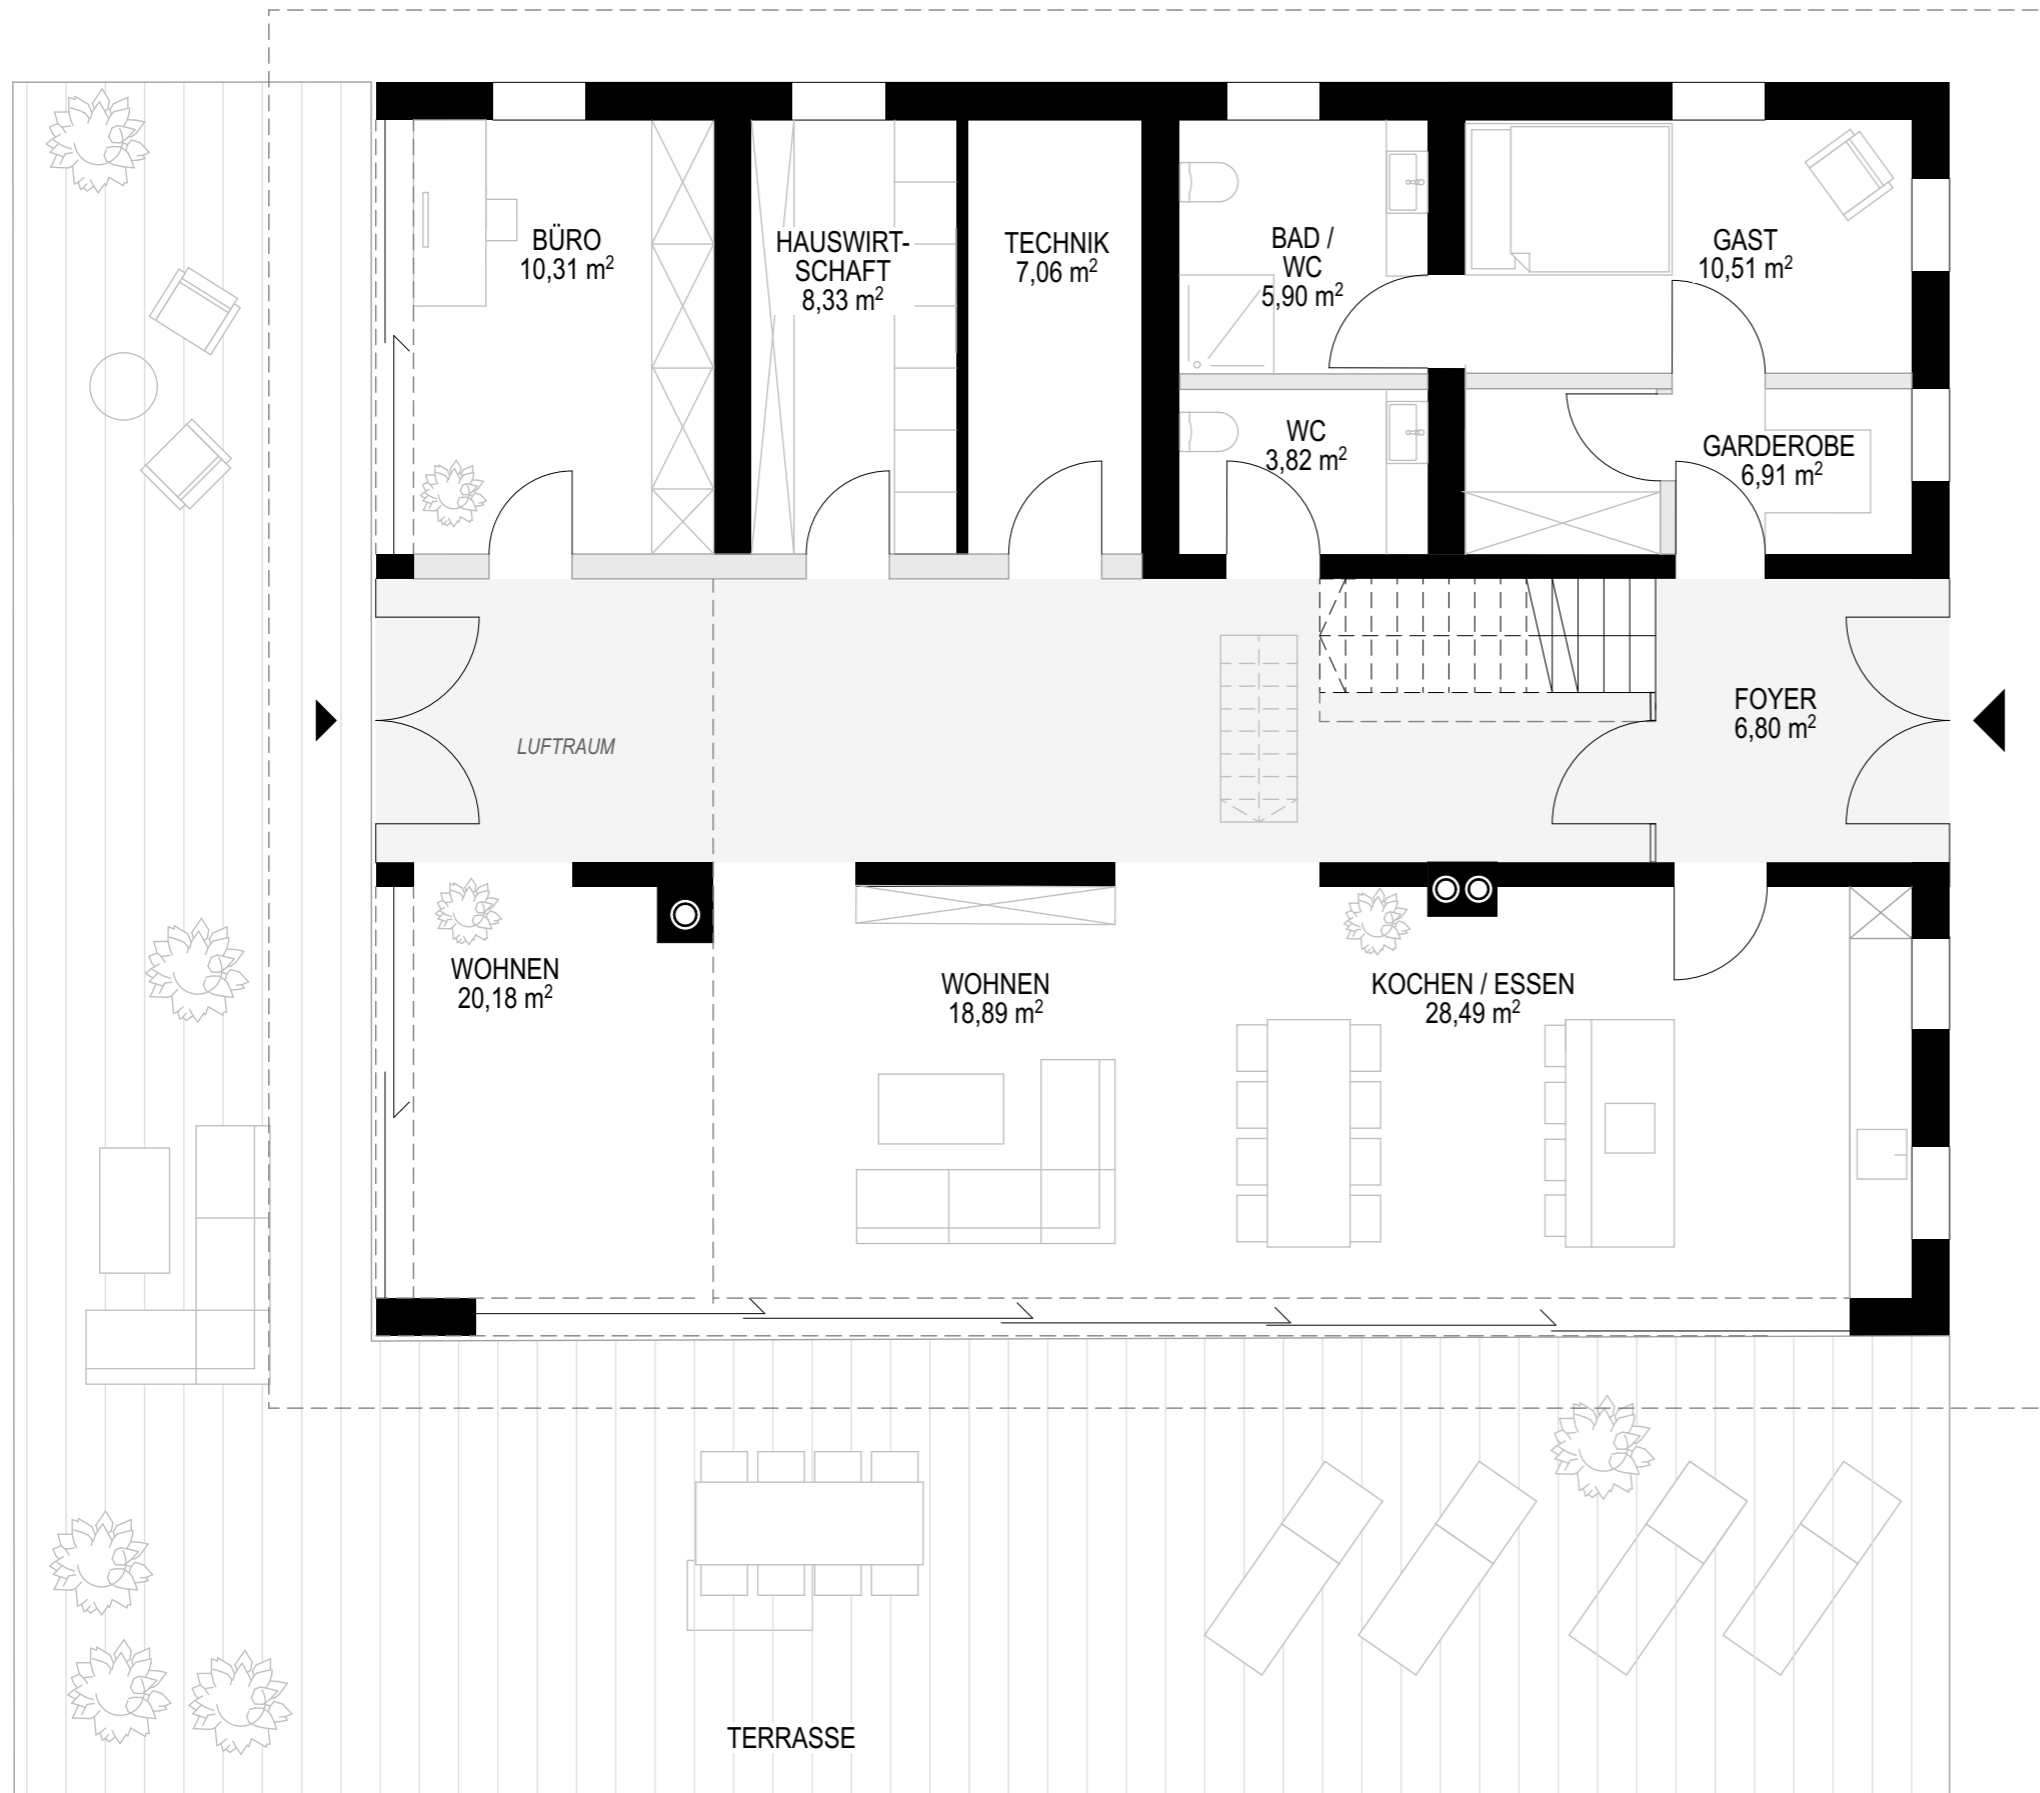 BÜRO
10,31 m²
HAUSWIRT-
SCHAFT
8,33 m²
TECHNIK
7,06 m²
BAD /
WC
5,90 m²
GAST
10,51 m²
WC
3,82 m²
GARDEROBE
6,91 m²
LUFTRAUM
FOYER
6,80 m²
WOHNEN
20,18 m²
WOHNEN
18,89 m²
KOCHEN / ESSEN
28,49 m²
TERRASSE